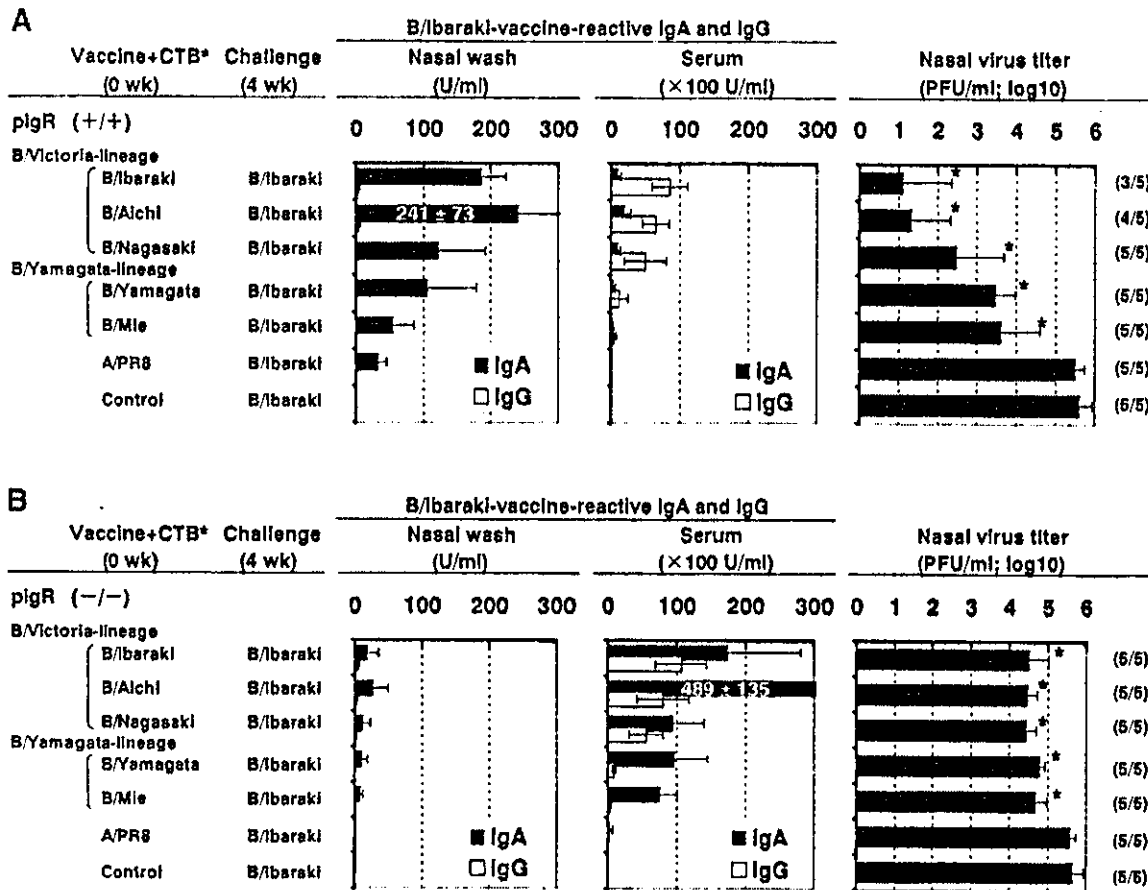 A
B/Ibaraki-vaccine-reactive IgA and IgG
Vaccine+CTB* Challenge Nasal wash Serum Nasal virus titer
(0 wk) (4 wk) (U/ml) (×100 U/ml) (PFU/ml; log10)
pIgR (+/+) 0 100 200 300 0 100 200 300 0 1 2 3 4 5 6
B/Victoria-lineage
B/Ibaraki B/Ibaraki * (3/5)
B/Aichi B/Ibaraki 241 ± 73 * (4/5)
B/Nagasaki B/Ibaraki * (5/5)
B/Yamagata-lineage
B/Yamagata B/Ibaraki * (5/5)
B/Mie B/Ibaraki * (5/5)
A/PR8 B/Ibaraki IgA IgA (5/5)
Control B/Ibaraki IgG IgG (5/5)
B
B/Ibaraki-vaccine-reactive IgA and IgG
Vaccine+CTB* Challenge Nasal wash Serum Nasal virus titer
(0 wk) (4 wk) (U/ml) (×100 U/ml) (PFU/ml; log10)
pIgR (−/−) 0 100 200 300 0 100 200 300 0 1 2 3 4 5 6
B/Victoria-lineage
B/Ibaraki B/Ibaraki * (5/5)
B/Aichi B/Ibaraki 489 ± 135 * (5/5)
B/Nagasaki B/Ibaraki * (5/5)
B/Yamagata-lineage
B/Yamagata B/Ibaraki * (5/5)
B/Mie B/Ibaraki * (5/5)
A/PR8 B/Ibaraki IgA IgA (5/5)
Control B/Ibaraki IgG IgG (5/5)